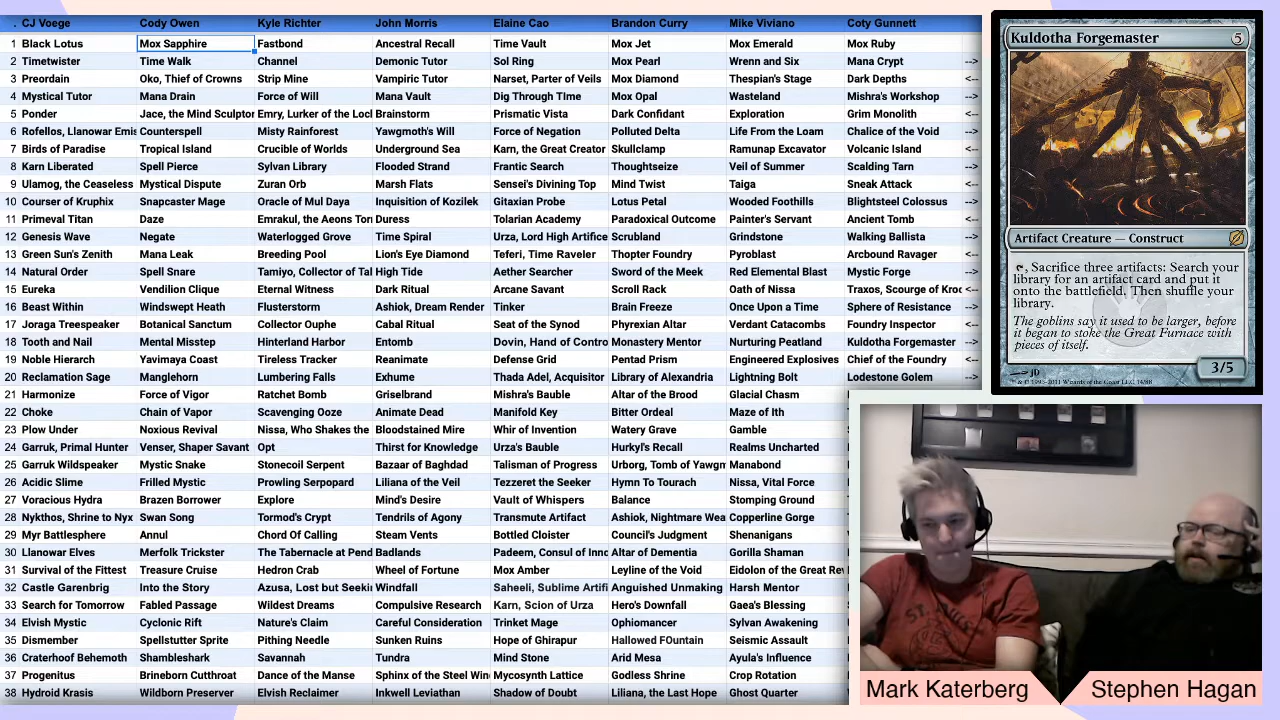 . CJ Voege Cody Owen Kyle Richter John Morris Elaine Cao Brandon Curry Mike Viviano Coty Gunnett
1 Black Lotus Mox Sapphire Fastbond Ancestral Recall Time Vault Mox Jet Mox Emerald Mox Ruby
2 Timetwister Time Walk Channel Demonic Tutor Sol Ring Mox Pearl Wrenn and Six Mana Crypt -->
3 Preordain Oko, Thief of Crowns Strip Mine Vampiric Tutor Narset, Parter of Veils Mox Diamond Thespian's Stage Dark Depths <--
4 Mystical Tutor Mana Drain Force of Will Mana Vault Dig Through TIme Mox Opal Wasteland Mishra's Workshop -->
5 Ponder Jace, the Mind Sculptor Emry, Lurker of the Loch Brainstorm Prismatic Vista Dark Confidant Exploration Grim Monolith <--
6 Rofellos, Llanowar Emis Counterspell Misty Rainforest Yawgmoth's Will Force of Negation Polluted Delta Life From the Loam Chalice of the Void -->
7 Birds of Paradise Tropical Island Crucible of Worlds Underground Sea Karn, the Great Creator Skullclamp Ramunap Excavator Volcanic Island <--
8 Karn Liberated Spell Pierce Sylvan Library Flooded Strand Frantic Search Thoughtseize Veil of Summer Scalding Tarn -->
9 Ulamog, the Ceaseless Mystical Dispute Zuran Orb Marsh Flats Sensei's Divining Top Mind Twist Taiga Sneak Attack <--
10 Courser of Kruphix Snapcaster Mage Oracle of Mul Daya Inquisition of Kozilek Gitaxian Probe Lotus Petal Wooded Foothills Blightsteel Colossus -->
11 Primeval Titan Daze Emrakul, the Aeons Torn Duress Tolarian Academy Paradoxical Outcome Painter's Servant Ancient Tomb <--
12 Genesis Wave Negate Waterlogged Grove Time Spiral Urza, Lord High Artifice Scrubland Grindstone Walking Ballista -->
13 Green Sun's Zenith Mana Leak Breeding Pool Lion's Eye Diamond Teferi, Time Raveler Thopter Foundry Pyroblast Arcbound Ravager <--
14 Natural Order Spell Snare Tamiyo, Collector of Tal High Tide Aether Searcher Sword of the Meek Red Elemental Blast Mystic Forge -->
15 Eureka Vendilion Clique Eternal Witness Dark Ritual Arcane Savant Scroll Rack Oath of Nissa Traxos, Scourge of Kroo <--
16 Beast Within Windswept Heath Flusterstorm Ashiok, Dream Render Tinker Brain Freeze Once Upon a Time Sphere of Resistance -->
17 Joraga Treespeaker Botanical Sanctum Collector Ouphe Cabal Ritual Seat of the Synod Phyrexian Altar Verdant Catacombs Foundry Inspector <--
18 Tooth and Nail Mental Misstep Hinterland Harbor Entomb Dovin, Hand of Contro Monastery Mentor Nurturing Peatland Kuldotha Forgemaster -->
19 Noble Hierarch Yavimaya Coast Tireless Tracker Reanimate Defense Grid Pentad Prism Engineered Explosives Chief of the Foundry <--
20 Reclamation Sage Manglehorn Lumbering Falls Exhume Thada Adel, Acquisitor Library of Alexandria Lightning Bolt Lodestone Golem -->
21 Harmonize Force of Vigor Ratchet Bomb Griselbrand Mishra's Bauble Altar of the Brood Glacial Chasm
22 Choke Chain of Vapor Scavenging Ooze Animate Dead Manifold Key Bitter Ordeal Maze of Ith
23 Plow Under Noxious Revival Nissa, Who Shakes the Bloodstained Mire Whir of Invention Watery Grave Gamble
24 Garruk, Primal Hunter Venser, Shaper Savant Opt Thirst for Knowledge Urza's Bauble Hurkyl's Recall Realms Uncharted
25 Garruk Wildspeaker Mystic Snake Stonecoil Serpent Bazaar of Baghdad Talisman of Progress Urborg, Tomb of Yawgm Manabond
26 Acidic Slime Frilled Mystic Prowling Serpopard Liliana of the Veil Tezzeret the Seeker Hymn To Tourach Nissa, Vital Force
27 Voracious Hydra Brazen Borrower Explore Mind's Desire Vault of Whispers Balance Stomping Ground
28 Nykthos, Shrine to Nyx Swan Song Tormod's Crypt Tendrils of Agony Transmute Artifact Ashiok, Nightmare Wea Copperline Gorge
29 Myr Battlesphere Annul Chord Of Calling Steam Vents Bottled Cloister Council's Judgment Shenanigans
30 Llanowar Elves Merfolk Trickster The Tabernacle at Pend Badlands Padeem, Consul of Inno Altar of Dementia Gorilla Shaman
31 Survival of the Fittest Treasure Cruise Hedron Crab Wheel of Fortune Mox Amber Leyline of the Void Eidolon of the Great Rev
32 Castle Garenbrig Into the Story Azusa, Lost but Seekin Windfall Saheeli, Sublime Artifi Anguished Unmaking Harsh Mentor
33 Search for Tomorrow Fabled Passage Wildest Dreams Compulsive Research Karn, Scion of Urza Hero's Downfall Gaea's Blessing
34 Elvish Mystic Cyclonic Rift Nature's Claim Careful Consideration Trinket Mage Ophiomancer Sylvan Awakening
35 Dismember Spellstutter Sprite Pithing Needle Sunken Ruins Hope of Ghirapur Hallowed FOuntain Seismic Assault
36 Craterhoof Behemoth Shambleshark Savannah Tundra Mind Stone Arid Mesa Ayula's Influence
37 Progenitus Brineborn Cutthroat Dance of the Manse Sphinx of the Steel Win Mycosynth Lattice Godless Shrine Crop Rotation
38 Hydroid Krasis Wildborn Preserver Elvish Reclaimer Inkwell Leviathan Shadow of Doubt Liliana, the Last Hope Ghost Quarter
Kuldotha Forgemaster 5
Artifact Creature — Construct
, Sacrifice three artifacts: Search your
library for an artifact card and put it
onto the battlefield. Then shuffle your
library.
The goblins say it used to be larger, before
it began to stoke the Great Furnace with
pieces of itself.
3/5
Mark Katerberg Stephen Hagan